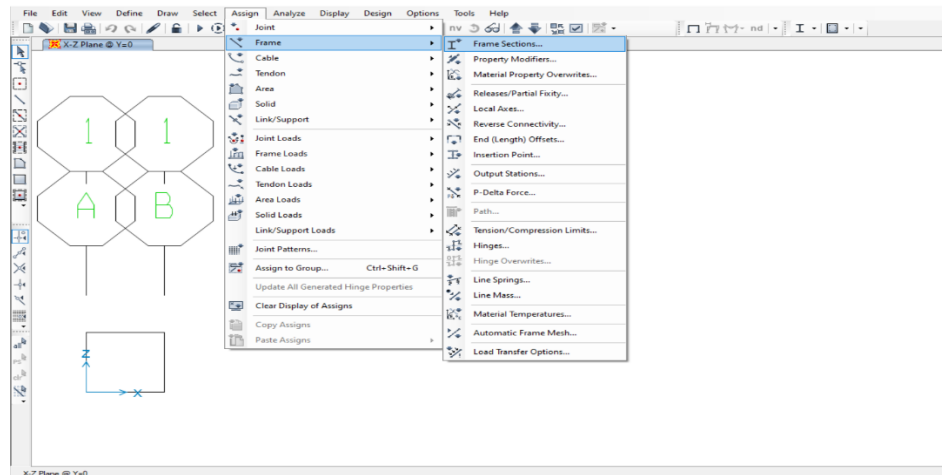 File Edit View Define Draw Select Assign Analyze Display Design Options Tools Help
nv
nd
X-Z Plane @ Y=0
Joint
Frame
Cable
Tendon
Area
Solid
Link/Support
Joint Loads
Frame Loads
Cable Loads
Tendon Loads
Area Loads
Solid Loads
Link/Support Loads
Joint Patterns...
Assign to Group... Ctrl+Shift+G
Update All Generated Hinge Properties
Clear Display of Assigns
Copy Assigns
Paste Assigns
Frame Sections...
Property Modifiers...
Material Property Overwrites...
Releases/Partial Fixity...
Local Axes...
Reverse Connectivity...
End (Length) Offsets...
Insertion Point...
Output Stations...
P-Delta Force...
Path...
Tension/Compression Limits...
Hinges...
Hinge Overwrites...
Line Springs...
Line Mass...
Material Temperatures...
Automatic Frame Mesh...
Load Transfer Options...
1 1
A B
Z
X
all
ps
clr
X-Z Plane @ Y=0